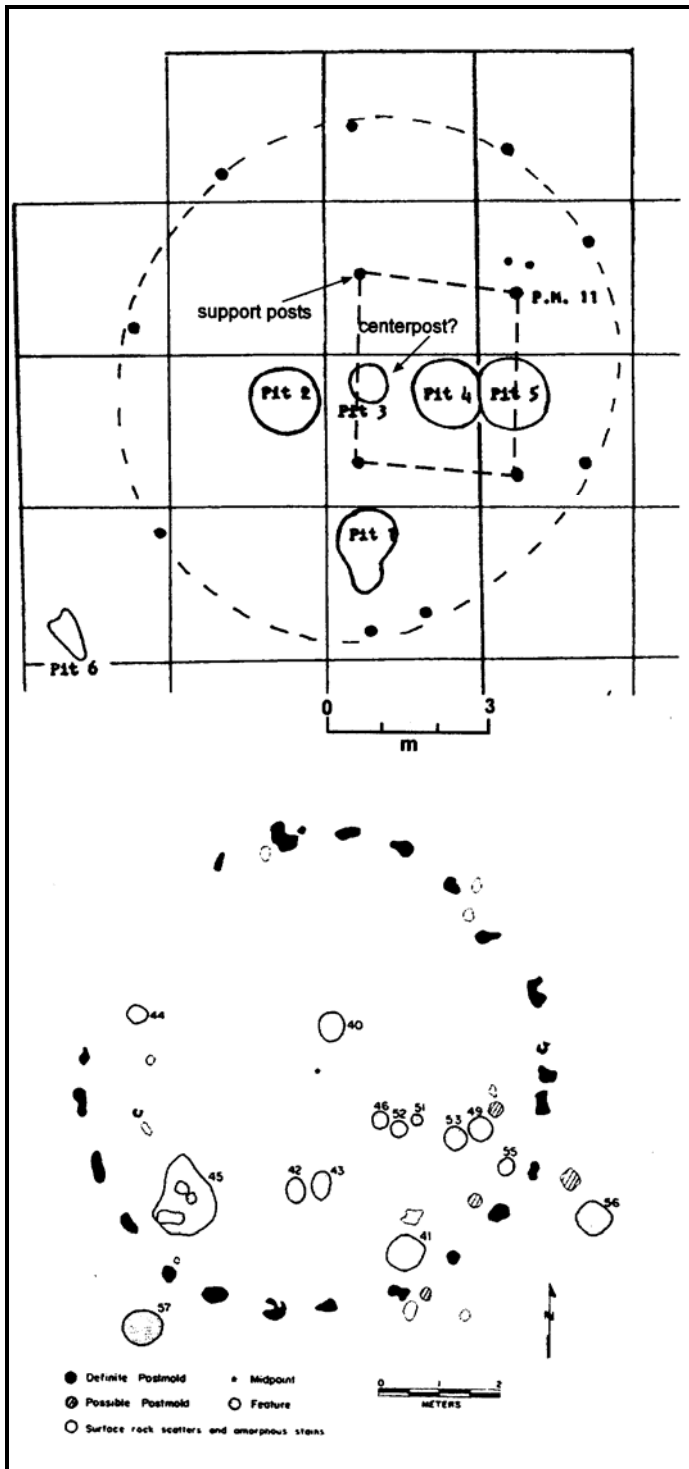 P.M. 11
support posts
centerpost?
Pit 2
Pit 3
Pit 4
Pit 5
Pit 1
Pit 6
0
3
m
44
40
46
52
51
53
49
55
45
42
43
56
41
57
N
Definite Postmold
Midpoint
Possible Postmold
Feature
Surface rock scatters and amorphous stains
0 1 2
METERS